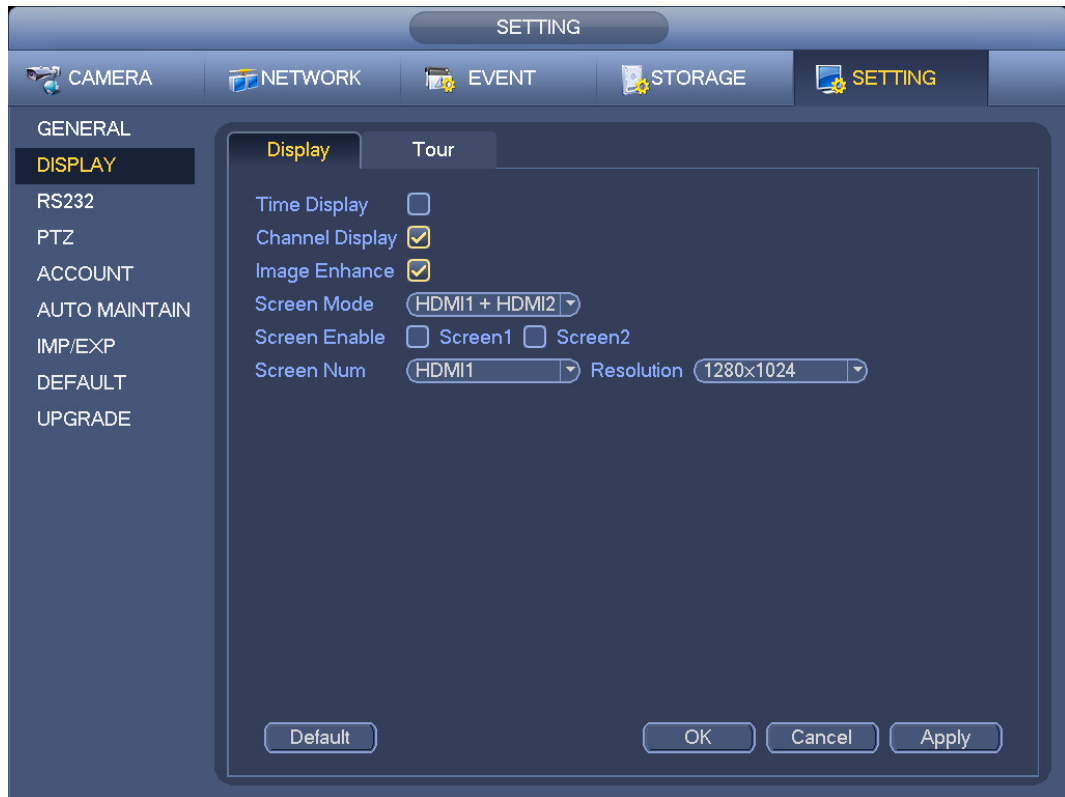 SETTING
CAMERA NETWORK EVENT STORAGE SETTING
GENERAL
DISPLAY
RS232
PTZ
ACCOUNT
AUTO MAINTAIN
IMP/EXP
DEFAULT
UPGRADE
Display Tour
Time Display
Channel Display
Image Enhance
Screen Mode HDMI1 + HDMI2
Screen Enable Screen1 Screen2
Screen Num HDMI1 Resolution 1280×1024
Default OK Cancel Apply